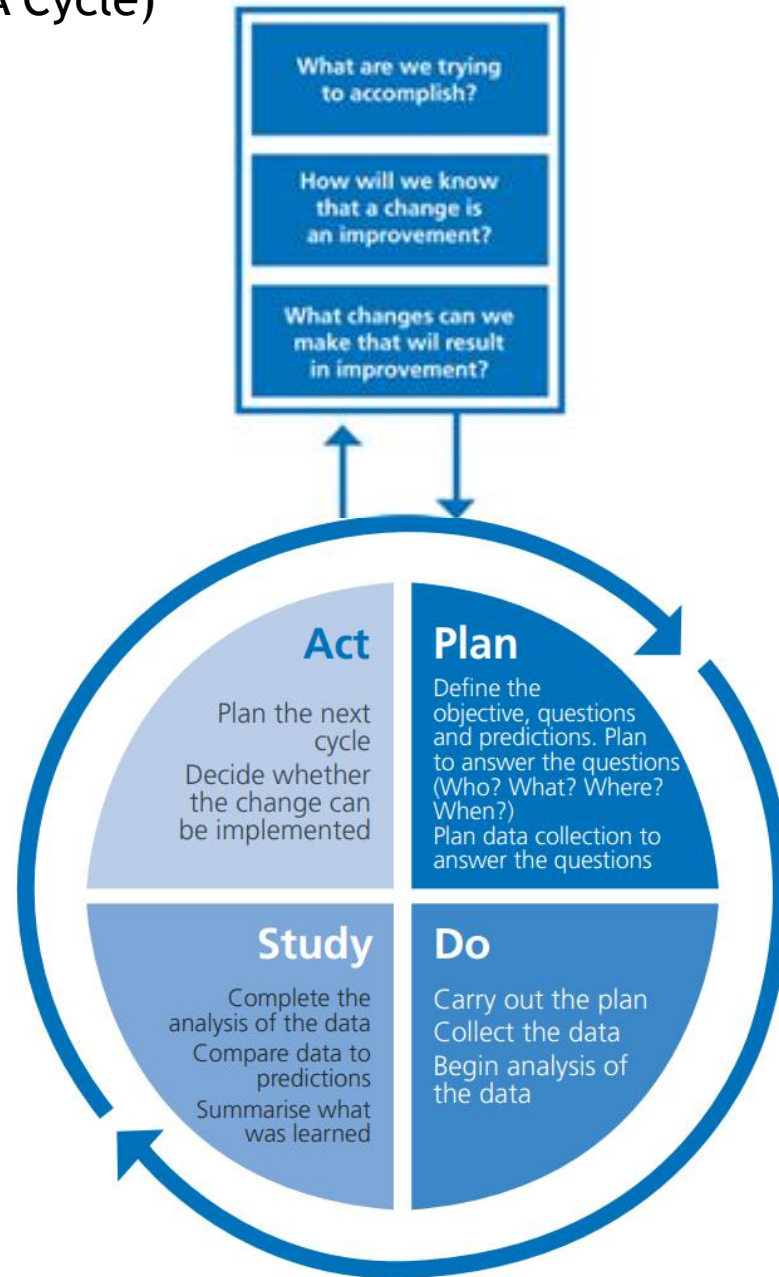 A Cycle)
What are we trying
to accomplish?
How will we know
that a change is
an improvement?
What changes can we
make that wil result
in improvement?
Act
Plan the next
cycle
Decide whether
the change can
be implemented
Plan
Define the
objective, questions
and predictions. Plan
to answer the questions
(Who? What? Where?
When?)
Plan data collection to
answer the questions
Study
Complete the
analysis of the data
Compare data to
predictions
Summarise what
was learned
Do
Carry out the plan
Collect the data
Begin analysis of
the data